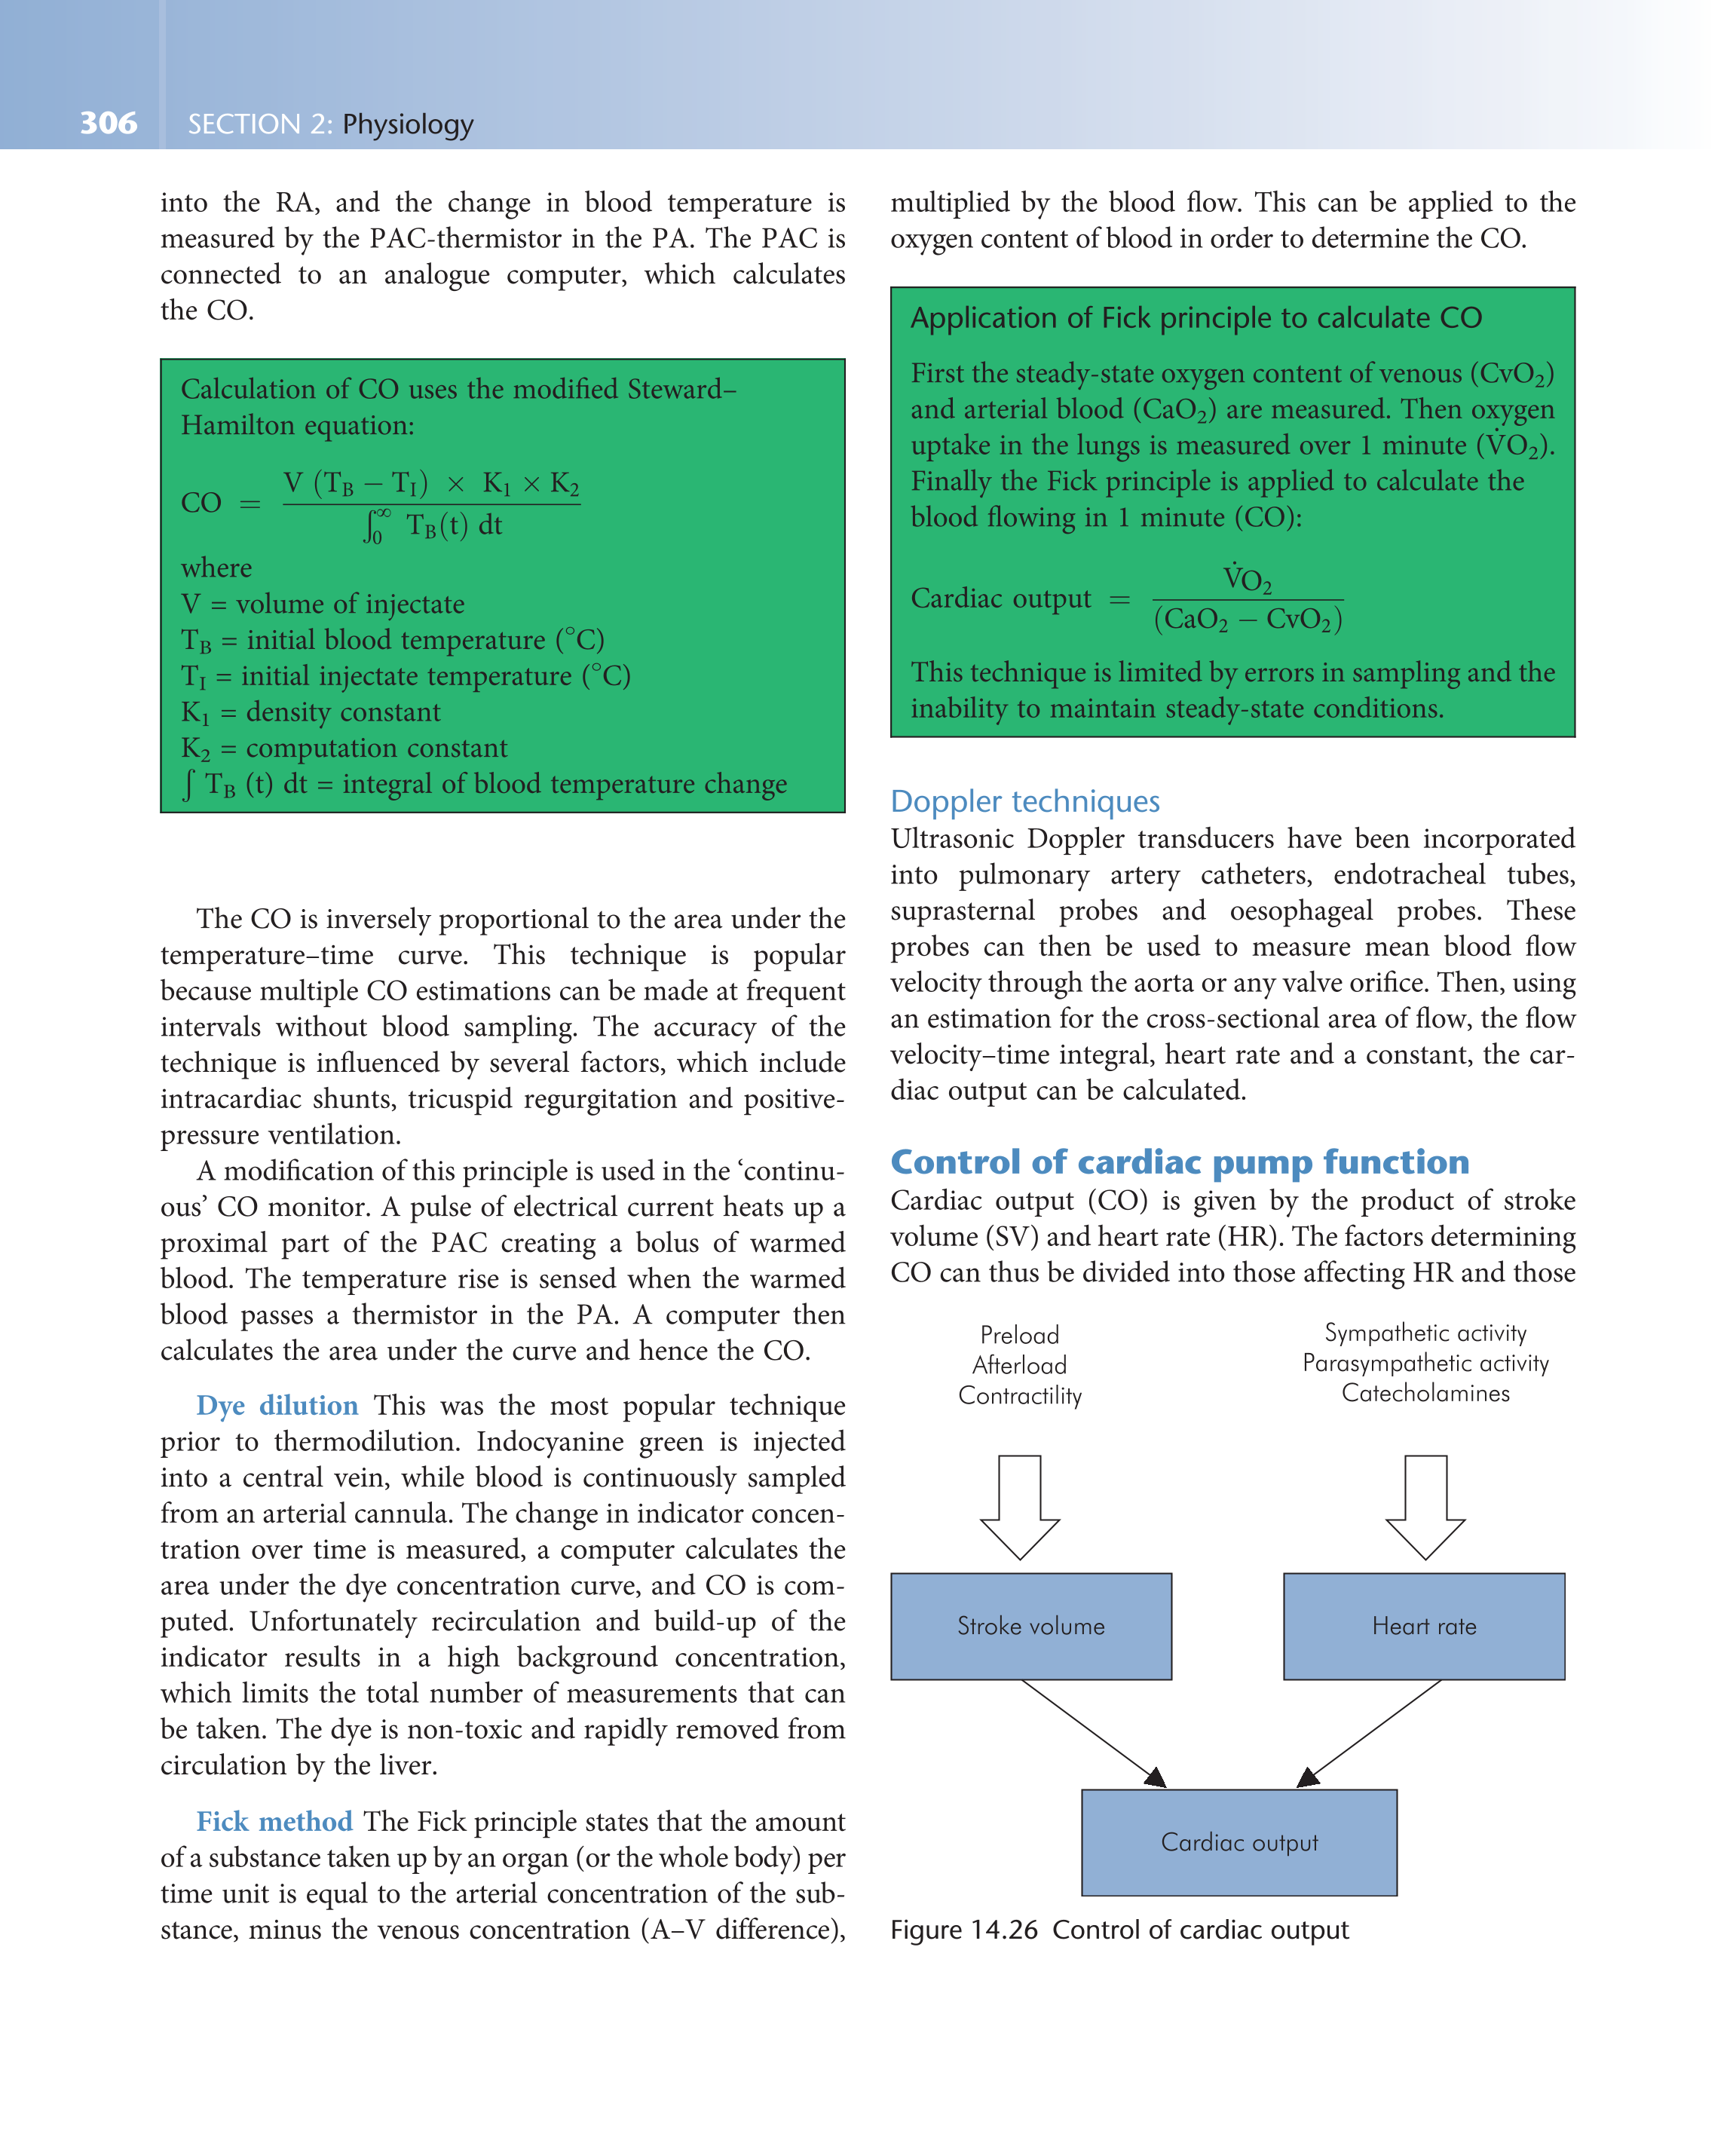 306 SECTION 2: Physiology
into the RA, and the change in blood temperature is
measured by the PAC-thermistor in the PA. The PAC is
connected to an analogue computer, which calculates
the CO.
Calculation of CO uses the modified Steward–
Hamilton equation:
CO = V (T_B − T_I) × K_1 × K_2 / ∫_0^∞ T_B(t) dt
where
V = volume of injectate
T_B = initial blood temperature (°C)
T_I = initial injectate temperature (°C)
K_1 = density constant
K_2 = computation constant
∫ T_B (t) dt = integral of blood temperature change
The CO is inversely proportional to the area under the
temperature–time curve. This technique is popular
because multiple CO estimations can be made at frequent
intervals without blood sampling. The accuracy of the
technique is influenced by several factors, which include
intracardiac shunts, tricuspid regurgitation and positive-
pressure ventilation.
A modification of this principle is used in the ‘continu-
ous’ CO monitor. A pulse of electrical current heats up a
proximal part of the PAC creating a bolus of warmed
blood. The temperature rise is sensed when the warmed
blood passes a thermistor in the PA. A computer then
calculates the area under the curve and hence the CO.
Dye dilution This was the most popular technique
prior to thermodilution. Indocyanine green is injected
into a central vein, while blood is continuously sampled
from an arterial cannula. The change in indicator concen-
tration over time is measured, a computer calculates the
area under the dye concentration curve, and CO is com-
puted. Unfortunately recirculation and build-up of the
indicator results in a high background concentration,
which limits the total number of measurements that can
be taken. The dye is non-toxic and rapidly removed from
circulation by the liver.
Fick method The Fick principle states that the amount
of a substance taken up by an organ (or the whole body) per
time unit is equal to the arterial concentration of the sub-
stance, minus the venous concentration (A–V difference),
multiplied by the blood flow. This can be applied to the
oxygen content of blood in order to determine the CO.
Application of Fick principle to calculate CO
First the steady-state oxygen content of venous (CvO₂)
and arterial blood (CaO₂) are measured. Then oxygen
uptake in the lungs is measured over 1 minute (V̇O₂).
Finally the Fick principle is applied to calculate the
blood flowing in 1 minute (CO):
Cardiac output = V̇O₂ / (CaO₂ − CvO₂)
This technique is limited by errors in sampling and the
inability to maintain steady-state conditions.
Doppler techniques
Ultrasonic Doppler transducers have been incorporated
into pulmonary artery catheters, endotracheal tubes,
suprasternal probes and oesophageal probes. These
probes can then be used to measure mean blood flow
velocity through the aorta or any valve orifice. Then, using
an estimation for the cross-sectional area of flow, the flow
velocity–time integral, heart rate and a constant, the car-
diac output can be calculated.
Control of cardiac pump function
Cardiac output (CO) is given by the product of stroke
volume (SV) and heart rate (HR). The factors determining
CO can thus be divided into those affecting HR and those
Preload
Afterload
Contractility
Sympathetic activity
Parasympathetic activity
Catecholamines
Stroke volume
Heart rate
Cardiac output
Figure 14.26 Control of cardiac output